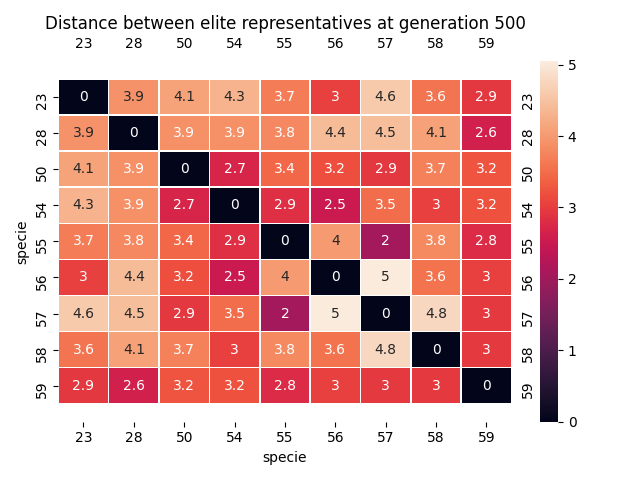 Distance between elite representatives at generation 500
23 28 50 54 55 56 57 58 59
23 0 3.9 4.1 4.3 3.7 3 4.6 3.6 2.9 23
28 3.9 0 3.9 3.9 3.8 4.4 4.5 4.1 2.6 28
50 4.1 3.9 0 2.7 3.4 3.2 2.9 3.7 3.2 50
54 4.3 3.9 2.7 0 2.9 2.5 3.5 3 3.2 54
55 3.7 3.8 3.4 2.9 0 4 2 3.8 2.8 55
56 3 4.4 3.2 2.5 4 0 5 3.6 3 56
57 4.6 4.5 2.9 3.5 2 5 0 4.8 3 57
58 3.6 4.1 3.7 3 3.8 3.6 4.8 0 3 58
59 2.9 2.6 3.2 3.2 2.8 3 3 3 0 59
23 28 50 54 55 56 57 58 59
specie
specie
5
4
3
2
1
0